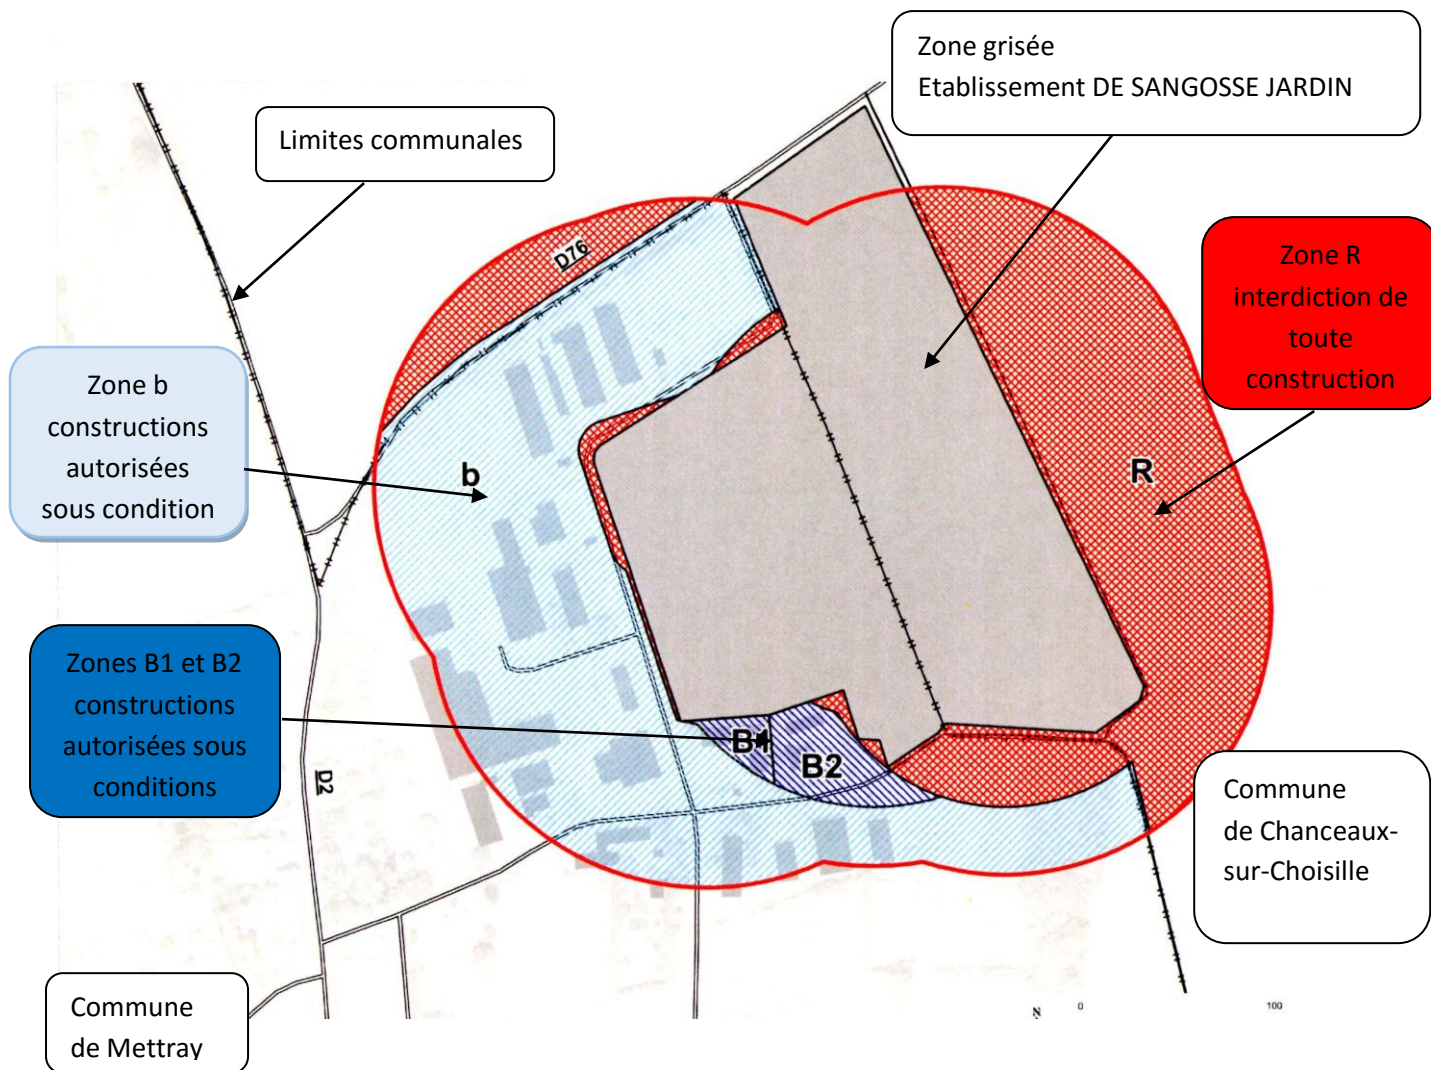 Zone grisée
Etablissement DE SANGOSSE JARDIN
Limites communales
D76
Zone R
interdiction de
toute
construction
Zone b
constructions
autorisées
sous condition
b
R
Zones B1 et B2
constructions
autorisées sous
conditions
B1
B2
D2
Commune
de Chanceaux-
sur-Choisille
Commune
de Mettray
N
0
100